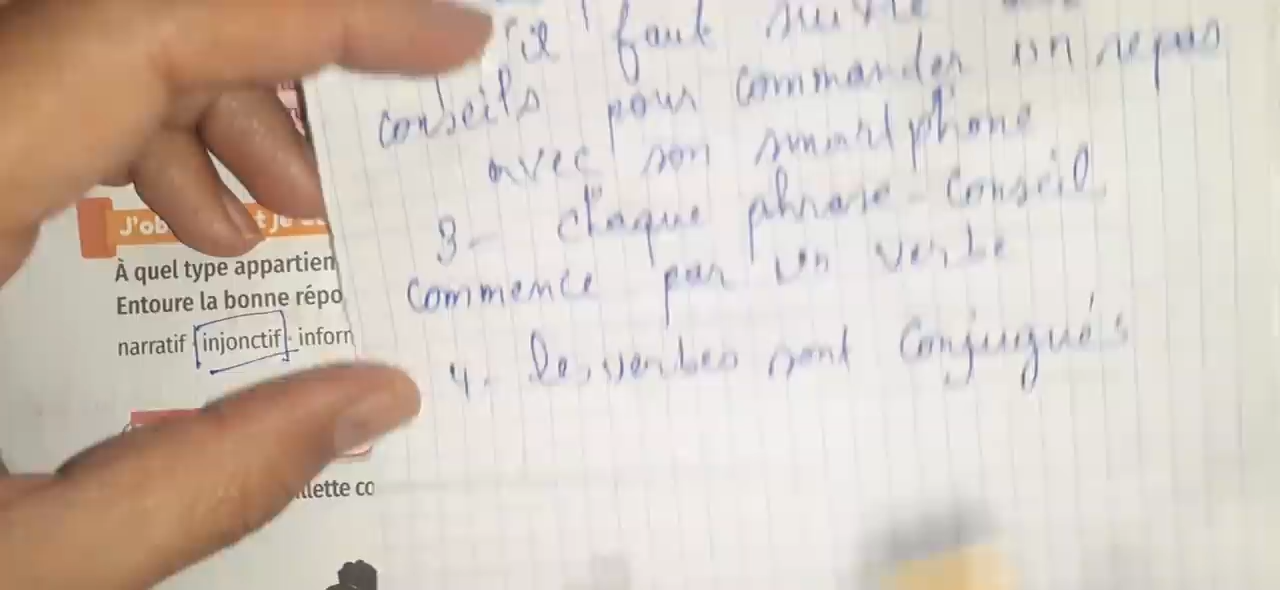 il faut suivre
conseils pour commander un repas
avec son smartphone
3- chaque phrase-conseil
commence par un verbe
4- les verbes sont conjugués
J'ob
À quel type appartien
Entoure la bonne répo
narratif · injonctif · inforn
llette co